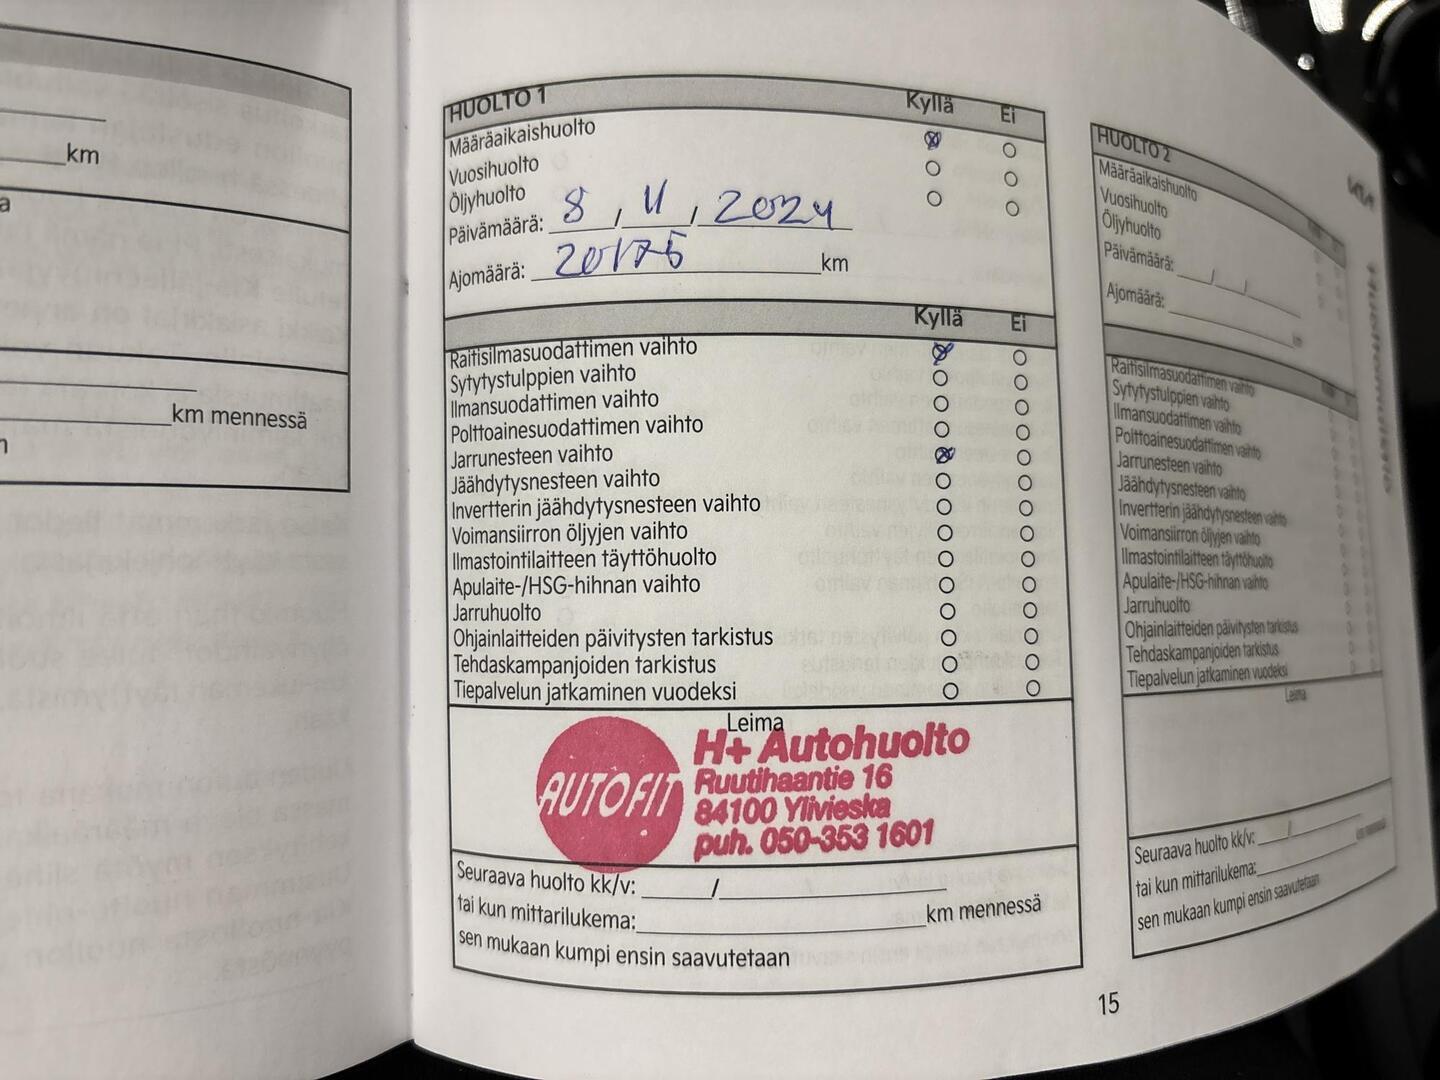 km
a
km mennessä
n
HUOLTO 1 Kyllä Ei
Määräaikaishuolto
Vuosihuolto
Öljyhuolto
Päivämäärä: 8 / 11 / 2024
Ajomäärä: 20175 km
Kyllä Ei
Raitisilmasuodattimen vaihto
Sytytystulppien vaihto
Ilmansuodattimen vaihto
Polttoainesuodattimen vaihto
Jarrunesteen vaihto
Jäähdytysnesteen vaihto
Invertterin jäähdytysnesteen vaihto
Voimansiirron öljyjen vaihto
Ilmastointilaitteen täyttöhuolto
Apulaite-/HSG-hihnan vaihto
Jarruhuolto
Ohjainlaitteiden päivitysten tarkistus
Tehdaskampanjoiden tarkistus
Tiepalvelun jatkaminen vuodeksi
Leima
AUTOFIT
H+ Autohuolto
Ruutihaantie 16
84100 Ylivieska
puh. 050-353 1601
Seuraava huolto kk/v: /
tai kun mittarilukema: km mennessä
sen mukaan kumpi ensin saavutetaan
15
HUOLTO 2
Määräaikaishuolto
Vuosihuolto
Öljyhuolto
Päivämäärä: / /
Ajomäärä: km
Raitisilmasuodattimen vaihto
Sytytystulppien vaihto
Ilmansuodattimen vaihto
Polttoainesuodattimen vaihto
Jarrunesteen vaihto
Jäähdytysnesteen vaihto
Invertterin jäähdytysnesteen vaihto
Voimansiirron öljyjen vaihto
Ilmastointilaitteen täyttöhuolto
Apulaite-/HSG-hihnan vaihto
Jarruhuolto
Ohjainlaitteiden päivitysten tarkistus
Tehdaskampanjoiden tarkistus
Tiepalvelun jatkaminen vuodeksi
Leima
Seuraava huolto kk/v: /
tai kun mittarilukema: km mennessä
sen mukaan kumpi ensin saavutetaan